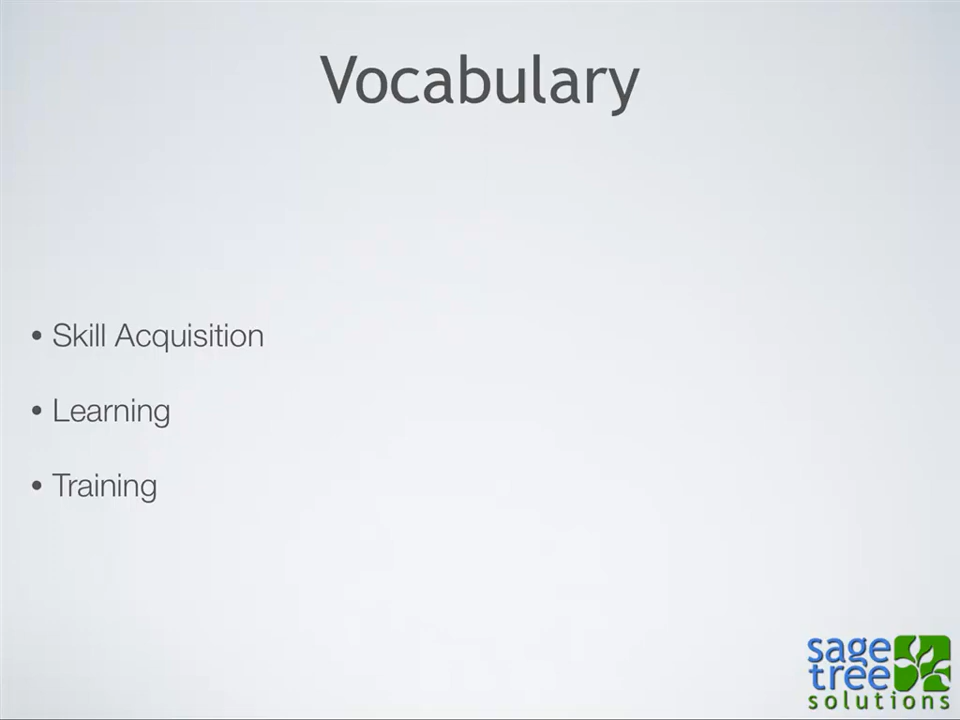 Vocabulary
• Skill Acquisition
• Learning
• Training
sage
tree
solutions